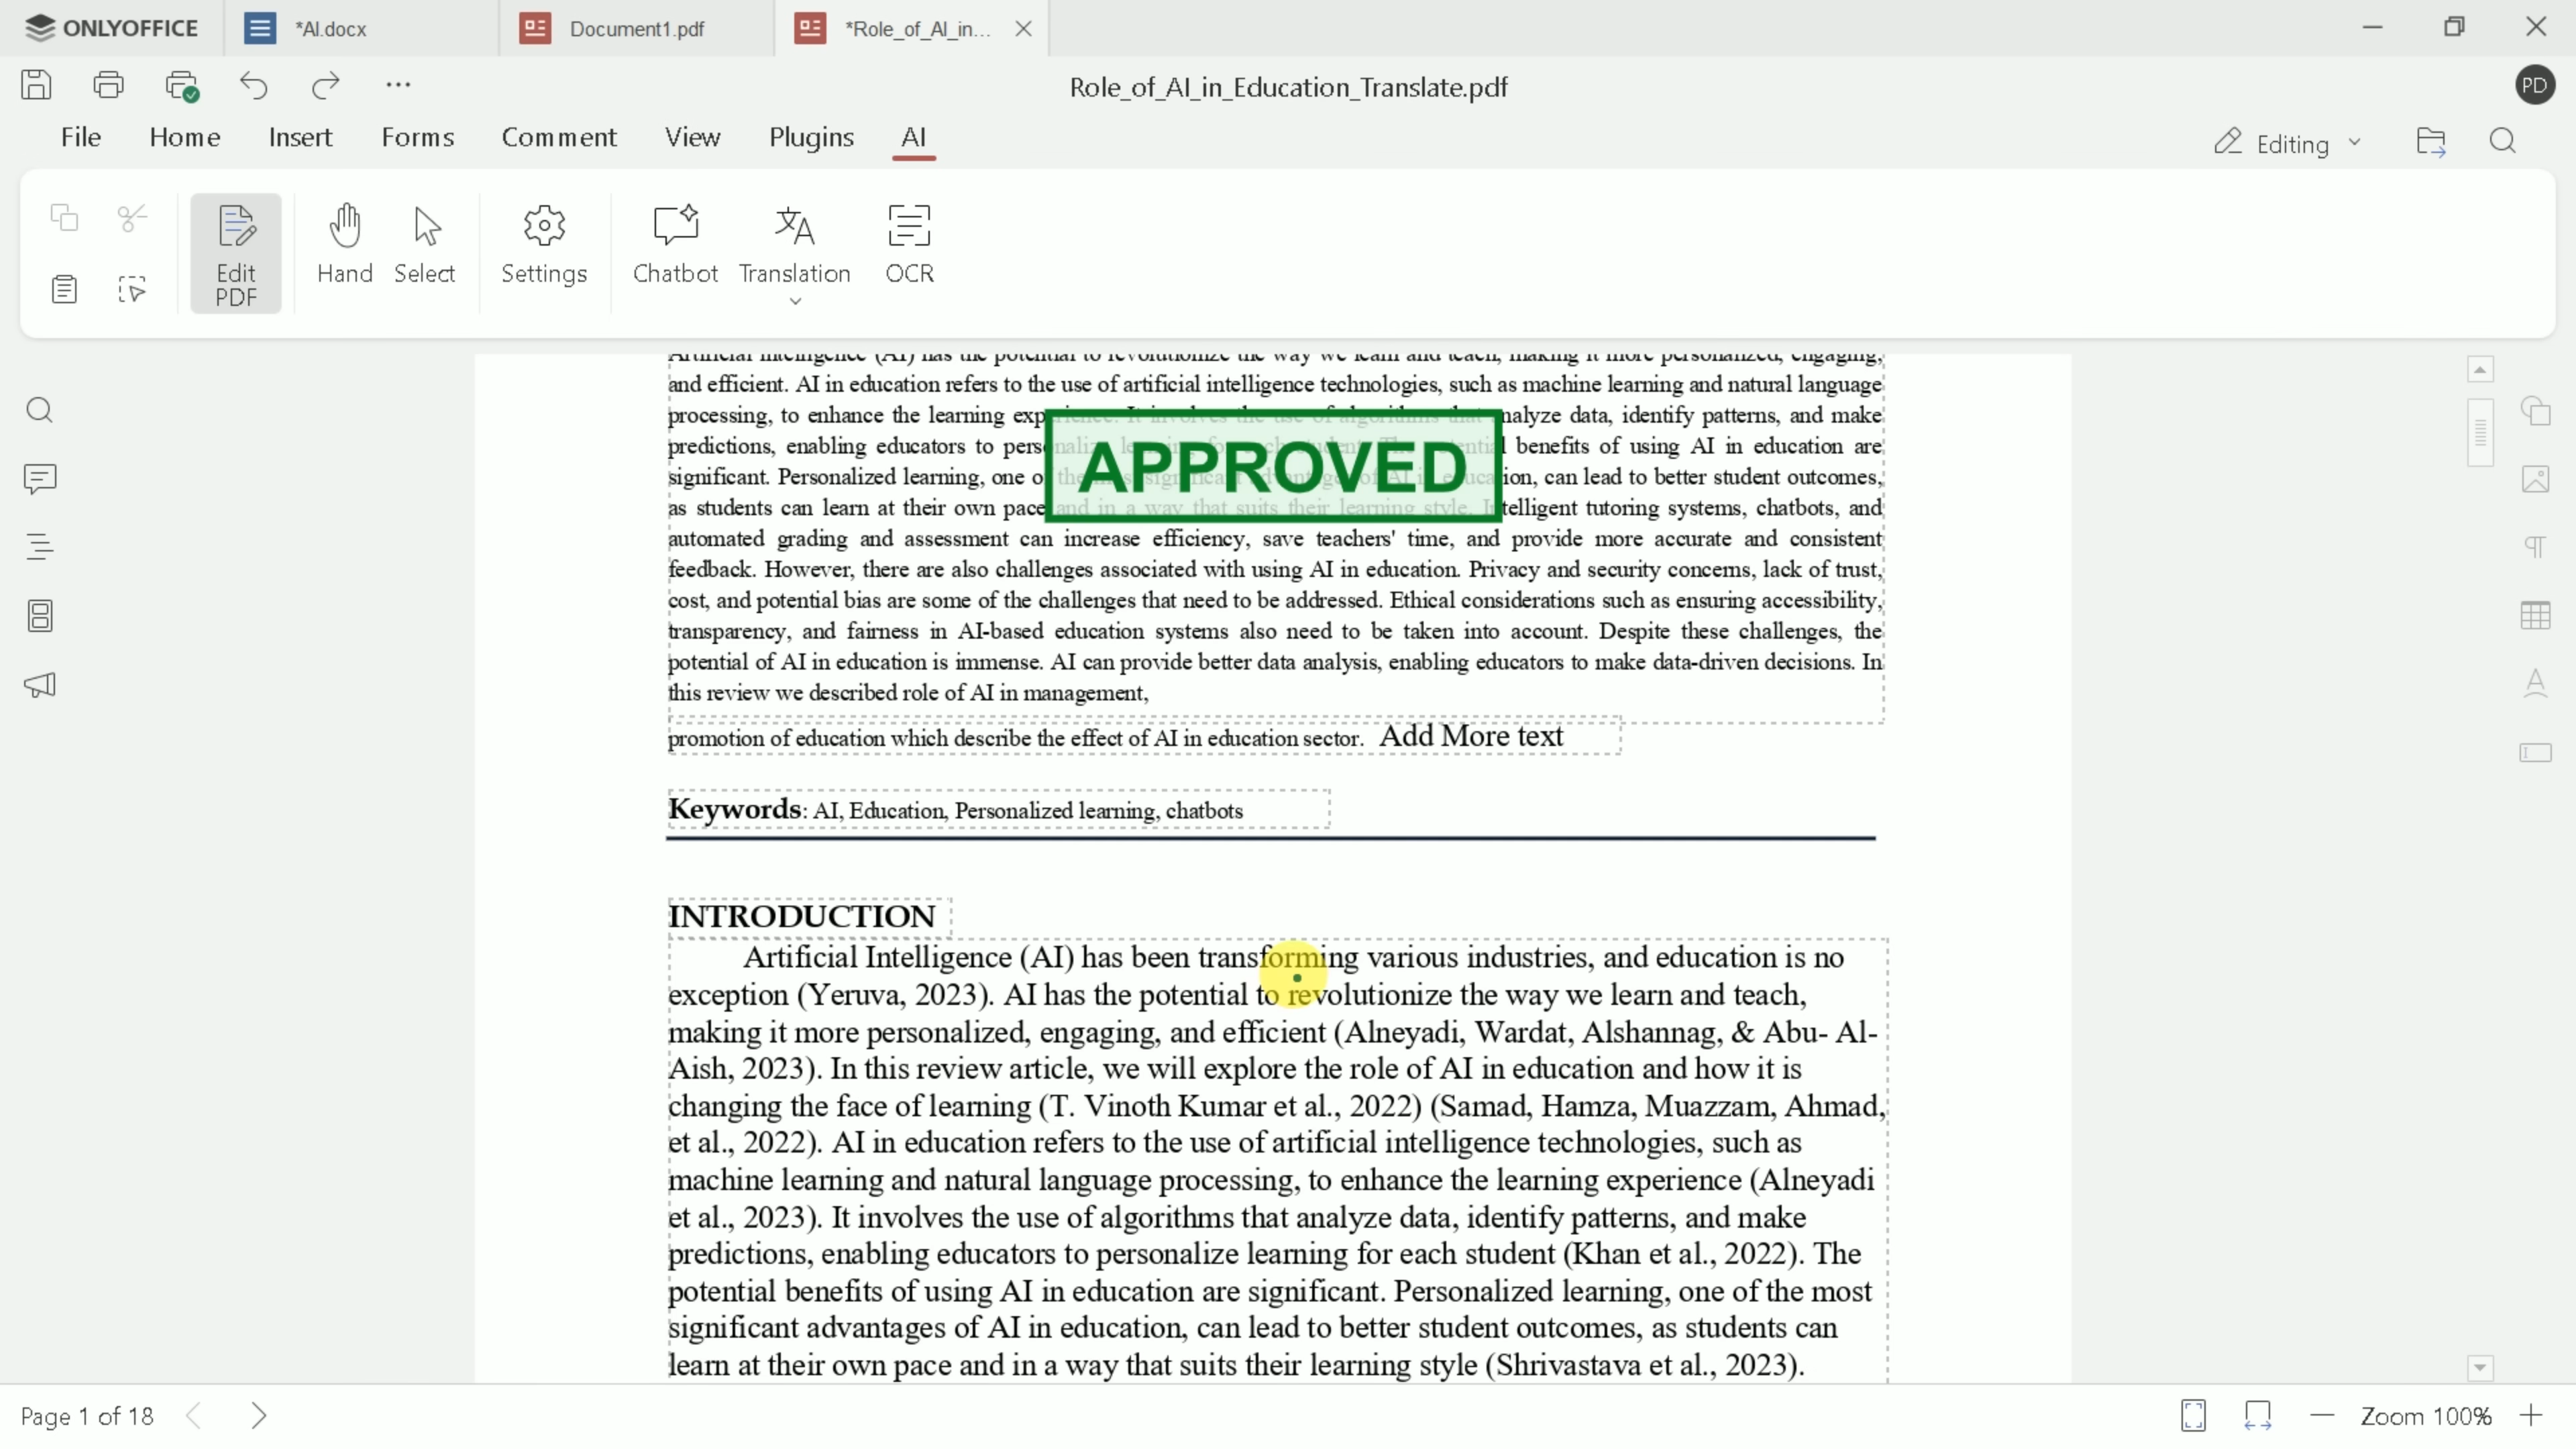 ONLYOFFICE
*AI.docx
Document1.pdf
*Role_of_AI_in...
Role_of_AI_in_Education_Translate.pdf
PD
File
Home
Insert
Forms
Comment
View
Plugins
AI
Editing
Edit
PDF
Hand
Select
Settings
Chatbot
Translation
OCR
Artificial Intelligence (AI) has the potential to revolutionize the way we learn and teach, making it more personalized, engaging,
and efficient. AI in education refers to the use of artificial intelligence technologies, such as machine learning and natural language
processing, to enhance the learning experience. It involves the use of algorithms that analyze data, identify patterns, and make
predictions, enabling educators to personalize learning for each student. The potential benefits of using AI in education are
significant. Personalized learning, one of the most significant advantages of AI in education, can lead to better student outcomes,
as students can learn at their own pace and in a way that suits their learning style. Intelligent tutoring systems, chatbots, and
APPROVED
automated grading and assessment can increase efficiency, save teachers' time, and provide more accurate and consistent
feedback. However, there are also challenges associated with using AI in education. Privacy and security concerns, lack of trust,
cost, and potential bias are some of the challenges that need to be addressed. Ethical considerations such as ensuring accessibility,
transparency, and fairness in AI-based education systems also need to be taken into account. Despite these challenges, the
potential of AI in education is immense. AI can provide better data analysis, enabling educators to make data-driven decisions. In
this review we described role of AI in management,
promotion of education which describe the effect of AI in education sector. Add More text
Keywords: AI, Education, Personalized learning, chatbots
INTRODUCTION
Artificial Intelligence (AI) has been transforming various industries, and education is no
exception (Yeruva, 2023). AI has the potential to revolutionize the way we learn and teach,
making it more personalized, engaging, and efficient (Alneyadi, Wardat, Alshannag, & Abu- Al-
Aish, 2023). In this review article, we will explore the role of AI in education and how it is
changing the face of learning (T. Vinoth Kumar et al., 2022) (Samad, Hamza, Muazzam, Ahmad,
et al., 2022). AI in education refers to the use of artificial intelligence technologies, such as
machine learning and natural language processing, to enhance the learning experience (Alneyadi
et al., 2023). It involves the use of algorithms that analyze data, identify patterns, and make
predictions, enabling educators to personalize learning for each student (Khan et al., 2022). The
potential benefits of using AI in education are significant. Personalized learning, one of the most
significant advantages of AI in education, can lead to better student outcomes, as students can
learn at their own pace and in a way that suits their learning style (Shrivastava et al., 2023).
Page 1 of 18
Zoom 100%